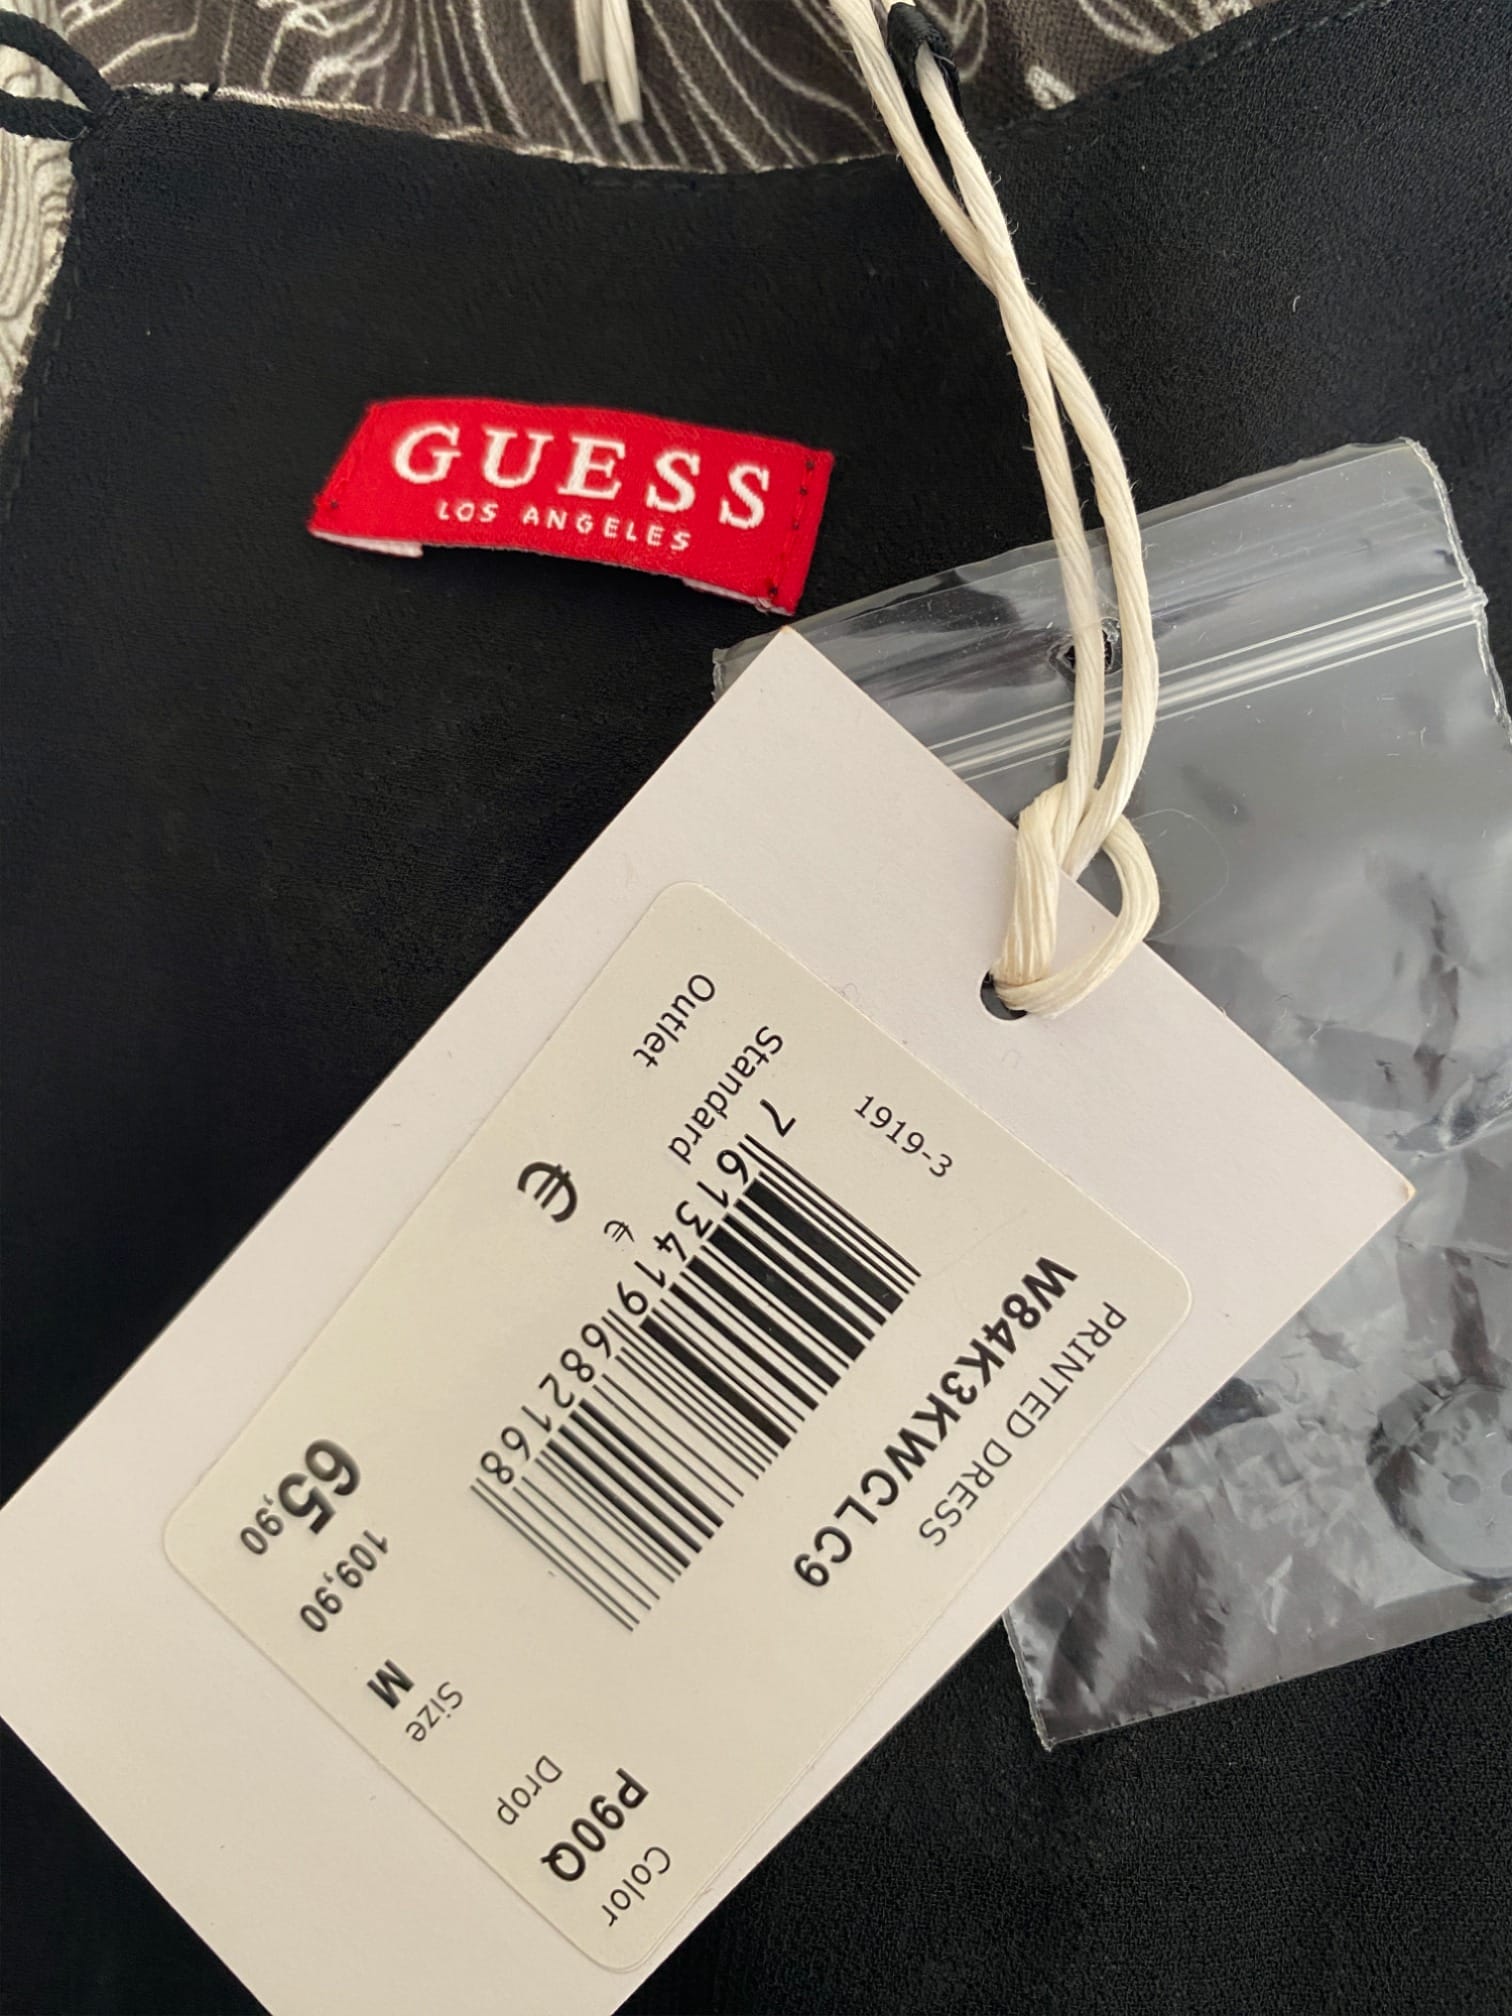 GUESS
LOS ANGELES
1919-3
PRINTED DRESS
W84K3KWCLC9
7 613419 682168
Color
P90Q
Drop
Size
M
Standard €
109,90
Outlet
€
65,90